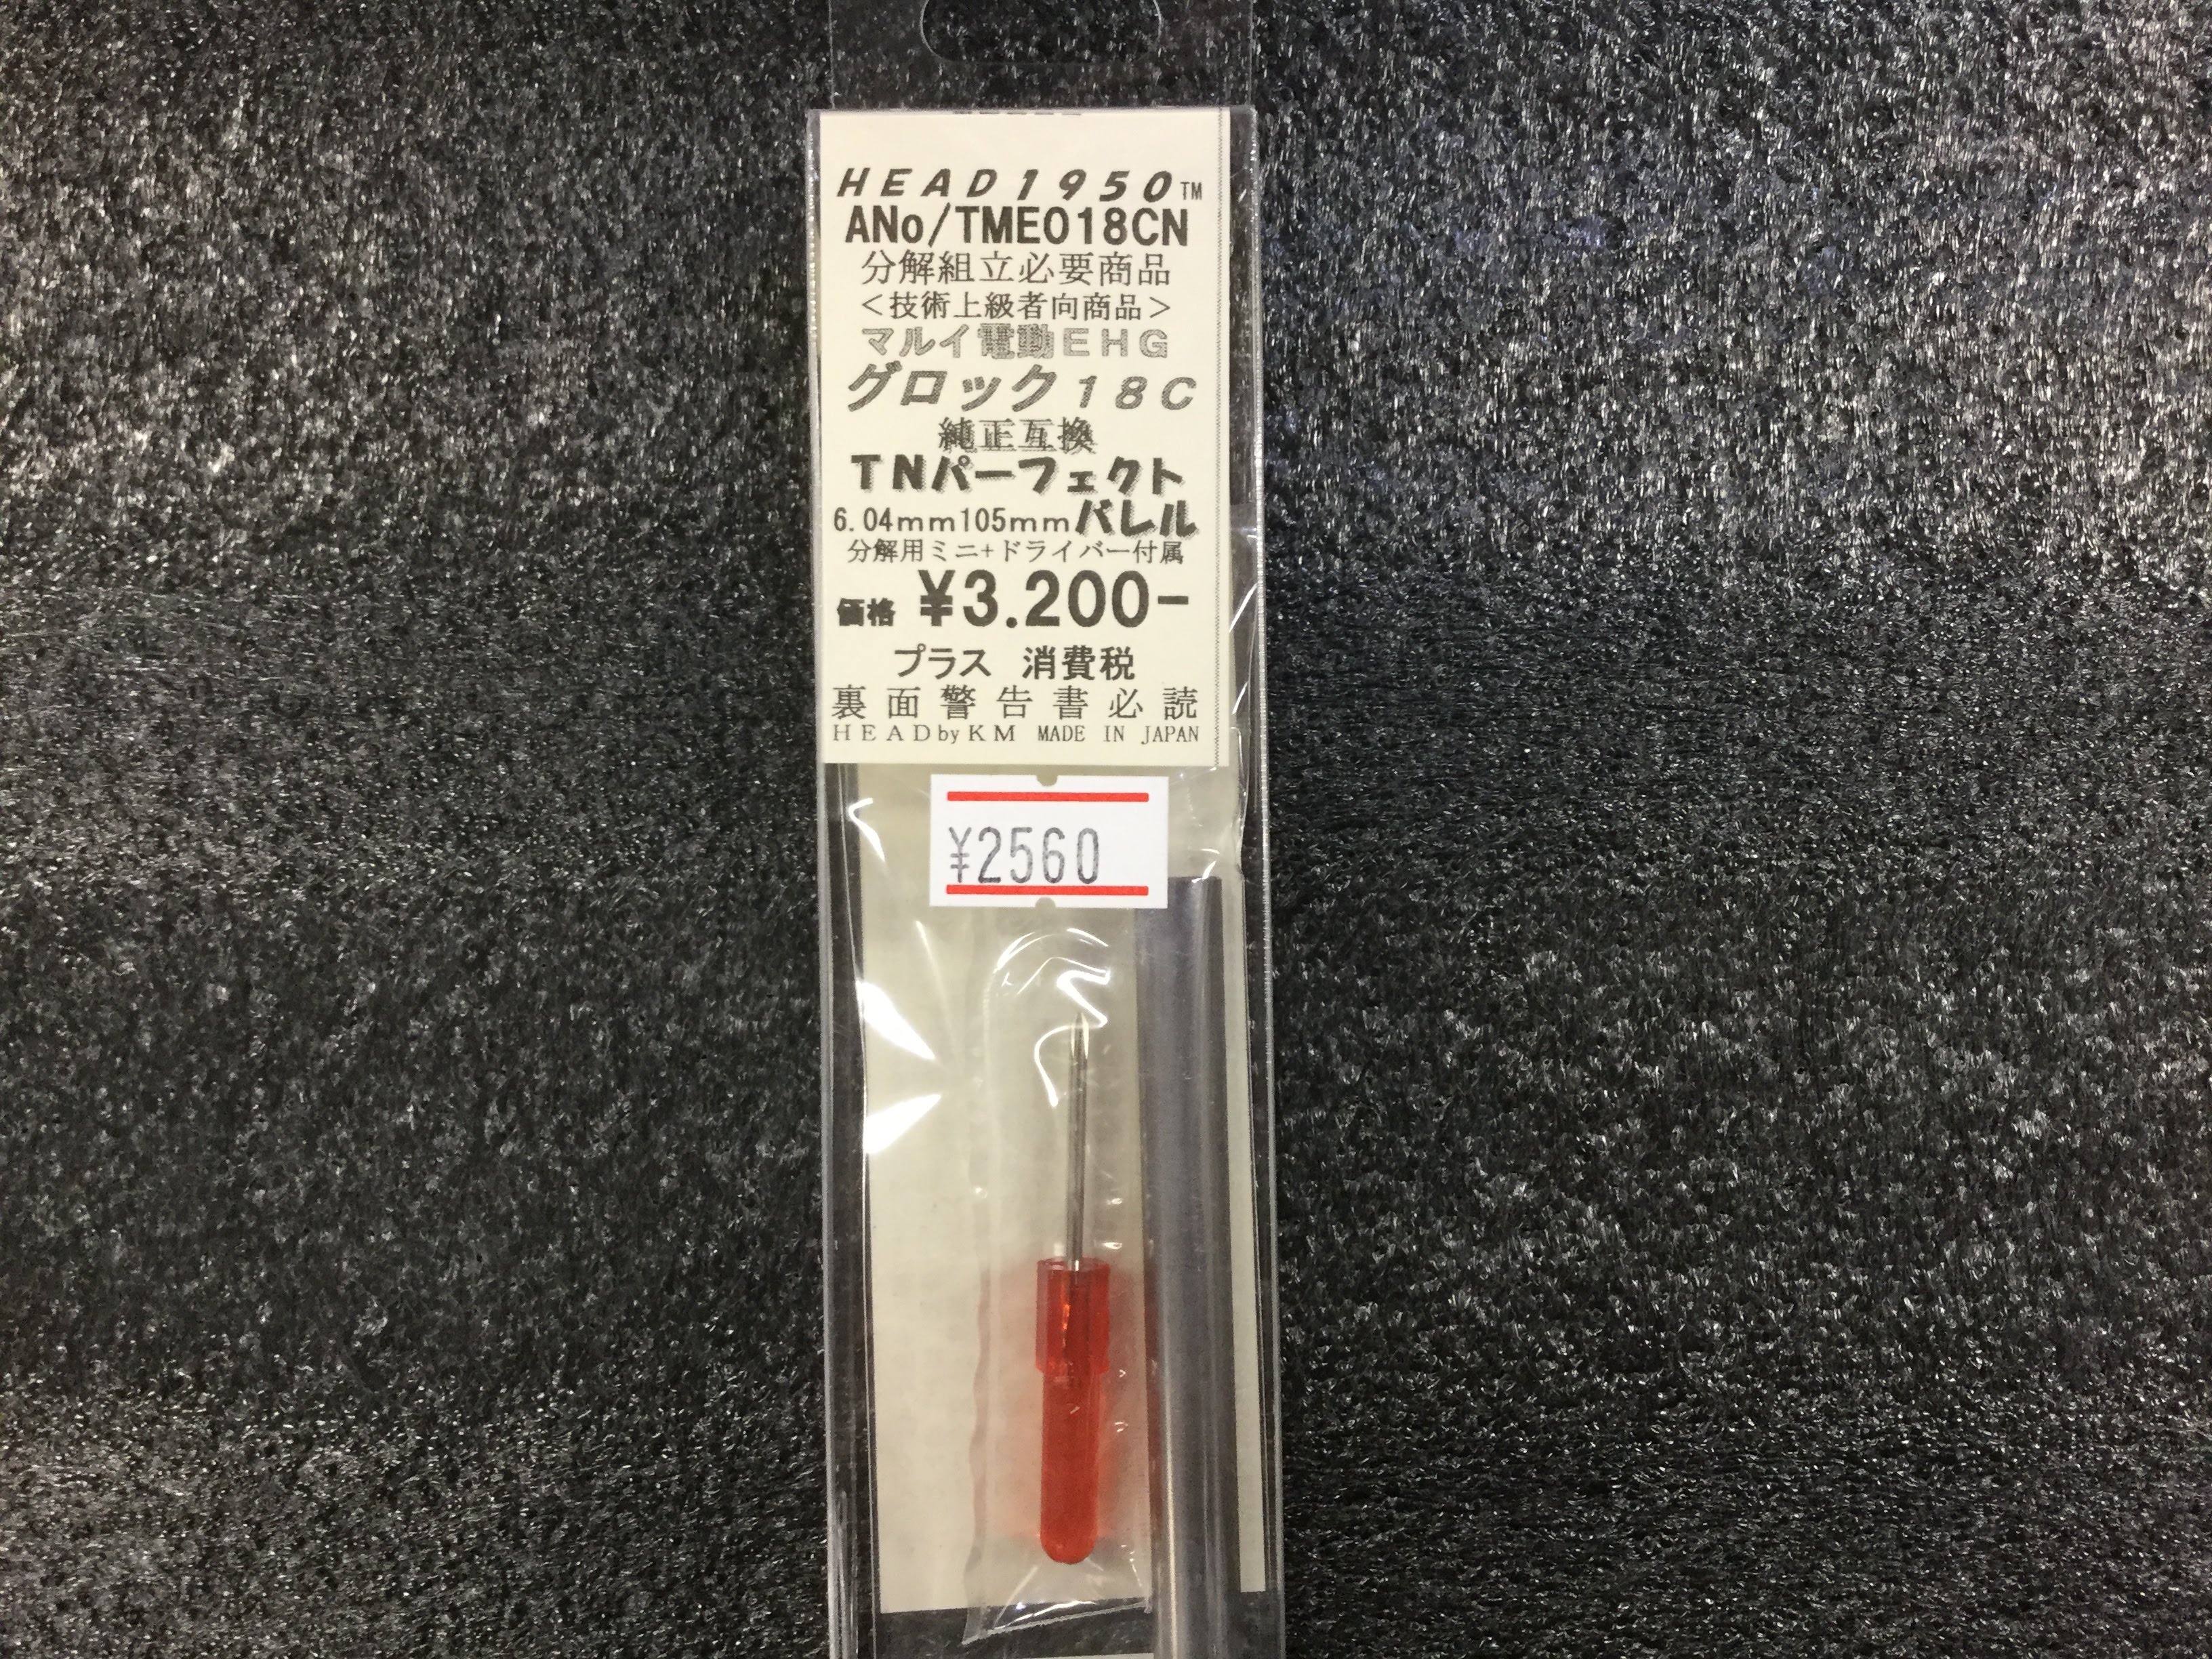 HEAD1950™
ANo/TME018CN
分解組立必要商品
＜技術上級者向商品＞
マルイ電動EHG
グロック18C
純正互換
TNパーフェクト
6.04mm105mmバレル
分解用ミニ+ドライバー付属
価格 ¥3.200-
プラス 消費税
裏面警告書必読
HEADbyKM MADE IN JAPAN
¥2560